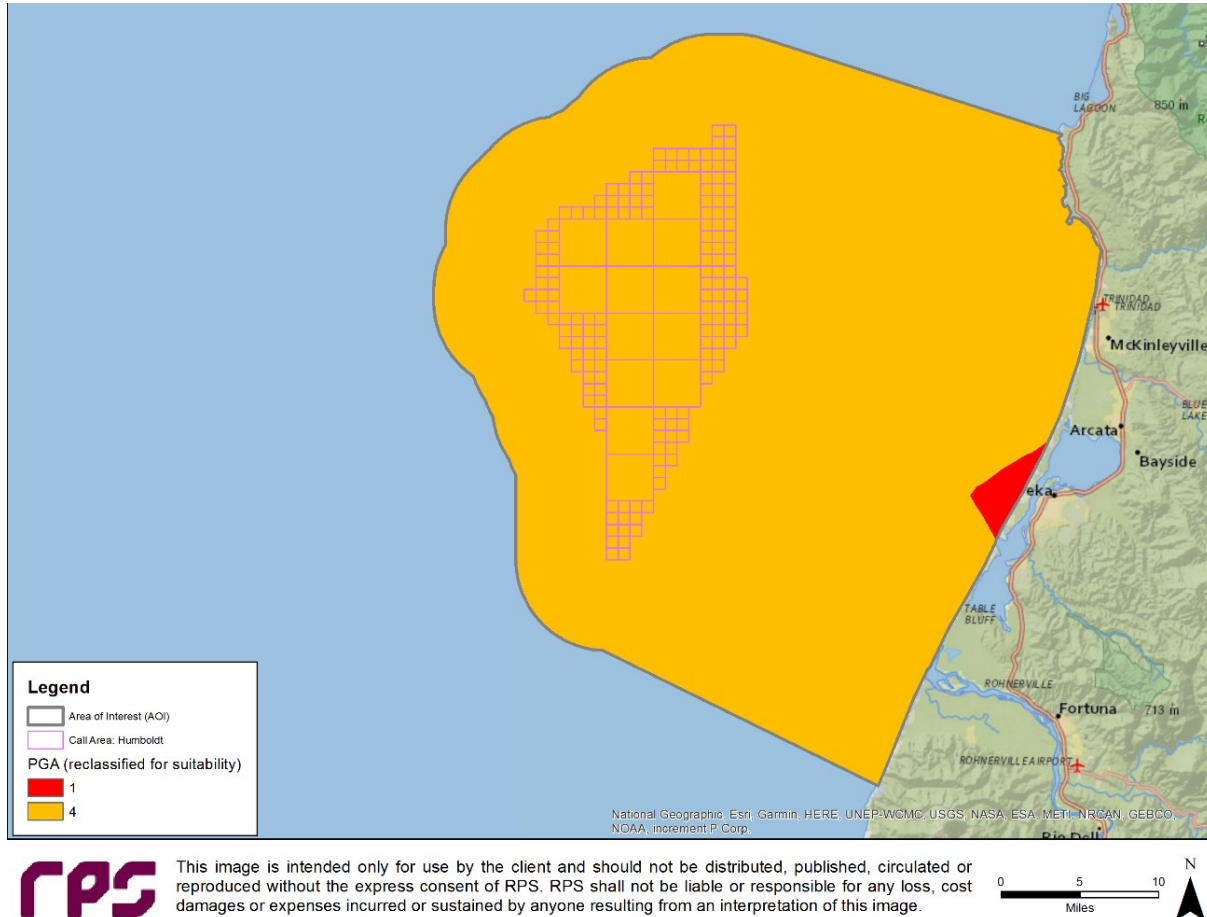 BIG
LAGOON
850 m
TRINIDAD
TRINIDAD
McKinleyville
BLUE
LAKE
Arcata
Bayside
eka
TABLE
BLUFF
ROHNERVILLE
Fortuna
713 m
ROHNERVILLE AIRPORT
Rio Dell
Legend
Area of Interest (AOI)
Call Area: Humboldt
PGA (reclassified for suitability)
1
4
National Geographic, Esri, Garmin, HERE, UNEP-WCMC, USGS, NASA, ESA, METI, NRCAN, GEBCO,
NOAA, increment P Corp.
rps
This image is intended only for use by the client and should not be distributed, published, circulated or
reproduced without the express consent of RPS. RPS shall not be liable or responsible for any loss, cost
damages or expenses incurred or sustained by anyone resulting from an interpretation of this image.
0 5 10
Miles
N